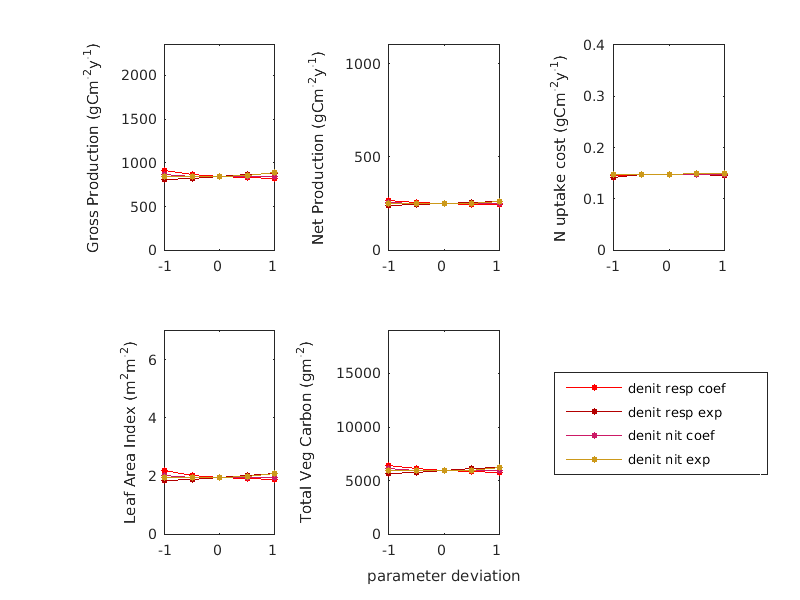 Gross Production (gCm⁻²y⁻¹)
2000
1500
1000
500
0
-1 0 1
Net Production (gCm⁻²y⁻¹)
1000
500
0
-1 0 1
N uptake cost (gCm⁻²y⁻¹)
0.4
0.3
0.2
0.1
0
-1 0 1
Leaf Area Index (m²m⁻²)
6
4
2
0
-1 0 1
Total Veg Carbon (gm⁻²)
15000
10000
5000
0
-1 0 1
parameter deviation
denit resp coef
denit resp exp
denit nit coef
denit nit exp